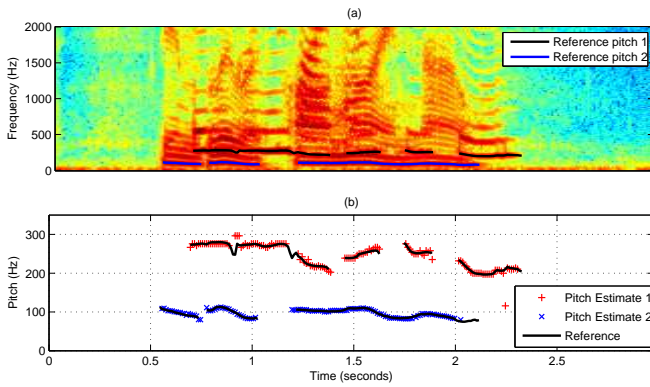 (a)
2000
1500
1000
500
0
Frequency (Hz)
Reference pitch 1
Reference pitch 2
(b)
300
200
100
0
Pitch (Hz)
Pitch Estimate 1
Pitch Estimate 2
Reference
0 0.5 1 1.5 2 2.5
Time (seconds)